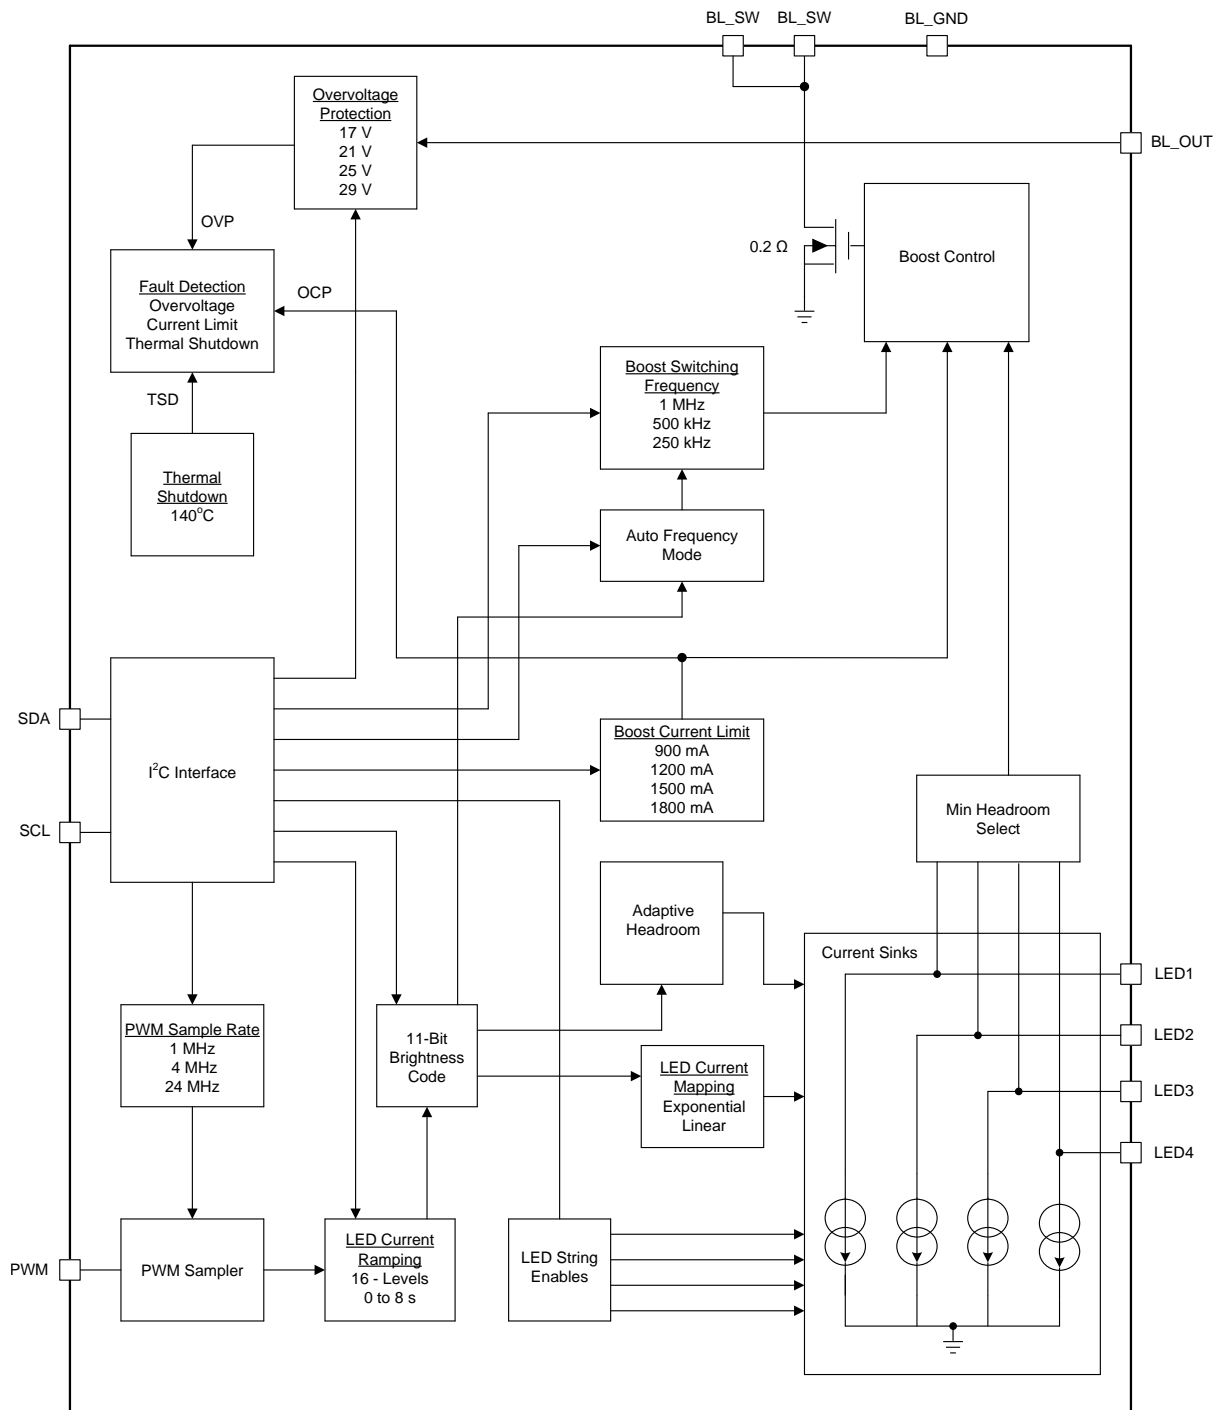 BL_SW
BL_SW
BL_GND
Overvoltage
Protection
17 V
21 V
25 V
29 V
BL_OUT
OVP
0.2 Ω
Boost Control
Fault Detection
Overvoltage
Current Limit
Thermal Shutdown
OCP
TSD
Boost Switching
Frequency
1 MHz
500 kHz
250 kHz
Thermal
Shutdown
140°C
Auto Frequency
Mode
SDA
I²C Interface
SCL
Boost Current Limit
900 mA
1200 mA
1500 mA
1800 mA
Min Headroom
Select
Adaptive
Headroom
Current Sinks
LED1
LED2
LED3
LED4
PWM Sample Rate
1 MHz
4 MHz
24 MHz
11-Bit
Brightness
Code
LED Current
Mapping
Exponential
Linear
PWM
PWM Sampler
LED Current
Ramping
16 - Levels
0 to 8 s
LED String
Enables